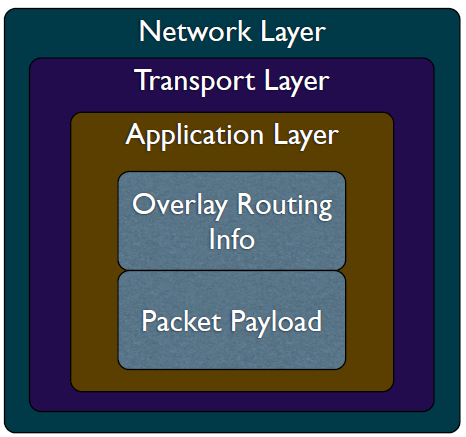 Network Layer
Transport Layer
Application Layer
Overlay Routing
Info
Packet Payload